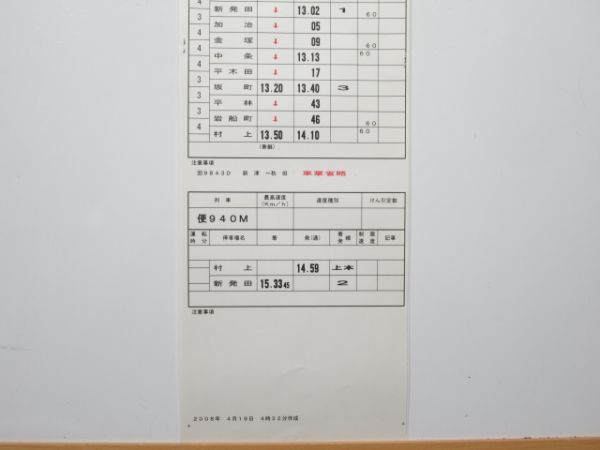 4
新発田 ↓ 13.02 1
3 60
加治 ↓ 05
4
金塚 ↓ 09
4 60
中条 ↓ 13.13 60
3
平木田 ↓ 17
3
坂町 13.20 13.40 3
3
平林 ↓ 43
3
岩船町 ↓ 46
4 60
村上 13.50 14.10 60
注意事項
新津~秋田 車掌省略
列車 最高速度(Km/h) 速度種別 けん引定数
便940M
運転時分 停車場名 着 発(通) 着発線 制限速度 記事
村上 14.59 上本
新発田 15.33 45 2
注意事項
2008年 4月19日 4時32分作成